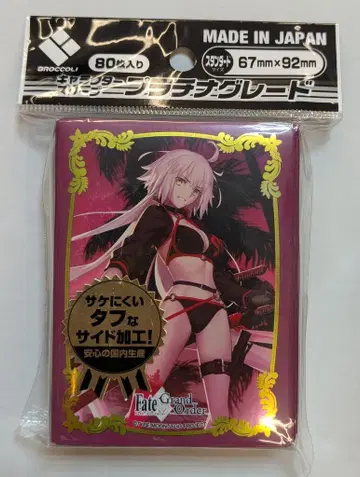 BROCCOLI
80枚入り
MADE IN JAPAN
スタンダードサイズ 67mm×92mm
キャラクタースリーブ プラチナグレード
サケにくい
タフな
サイド加工!
安心の国内生産
Fate Grand Order